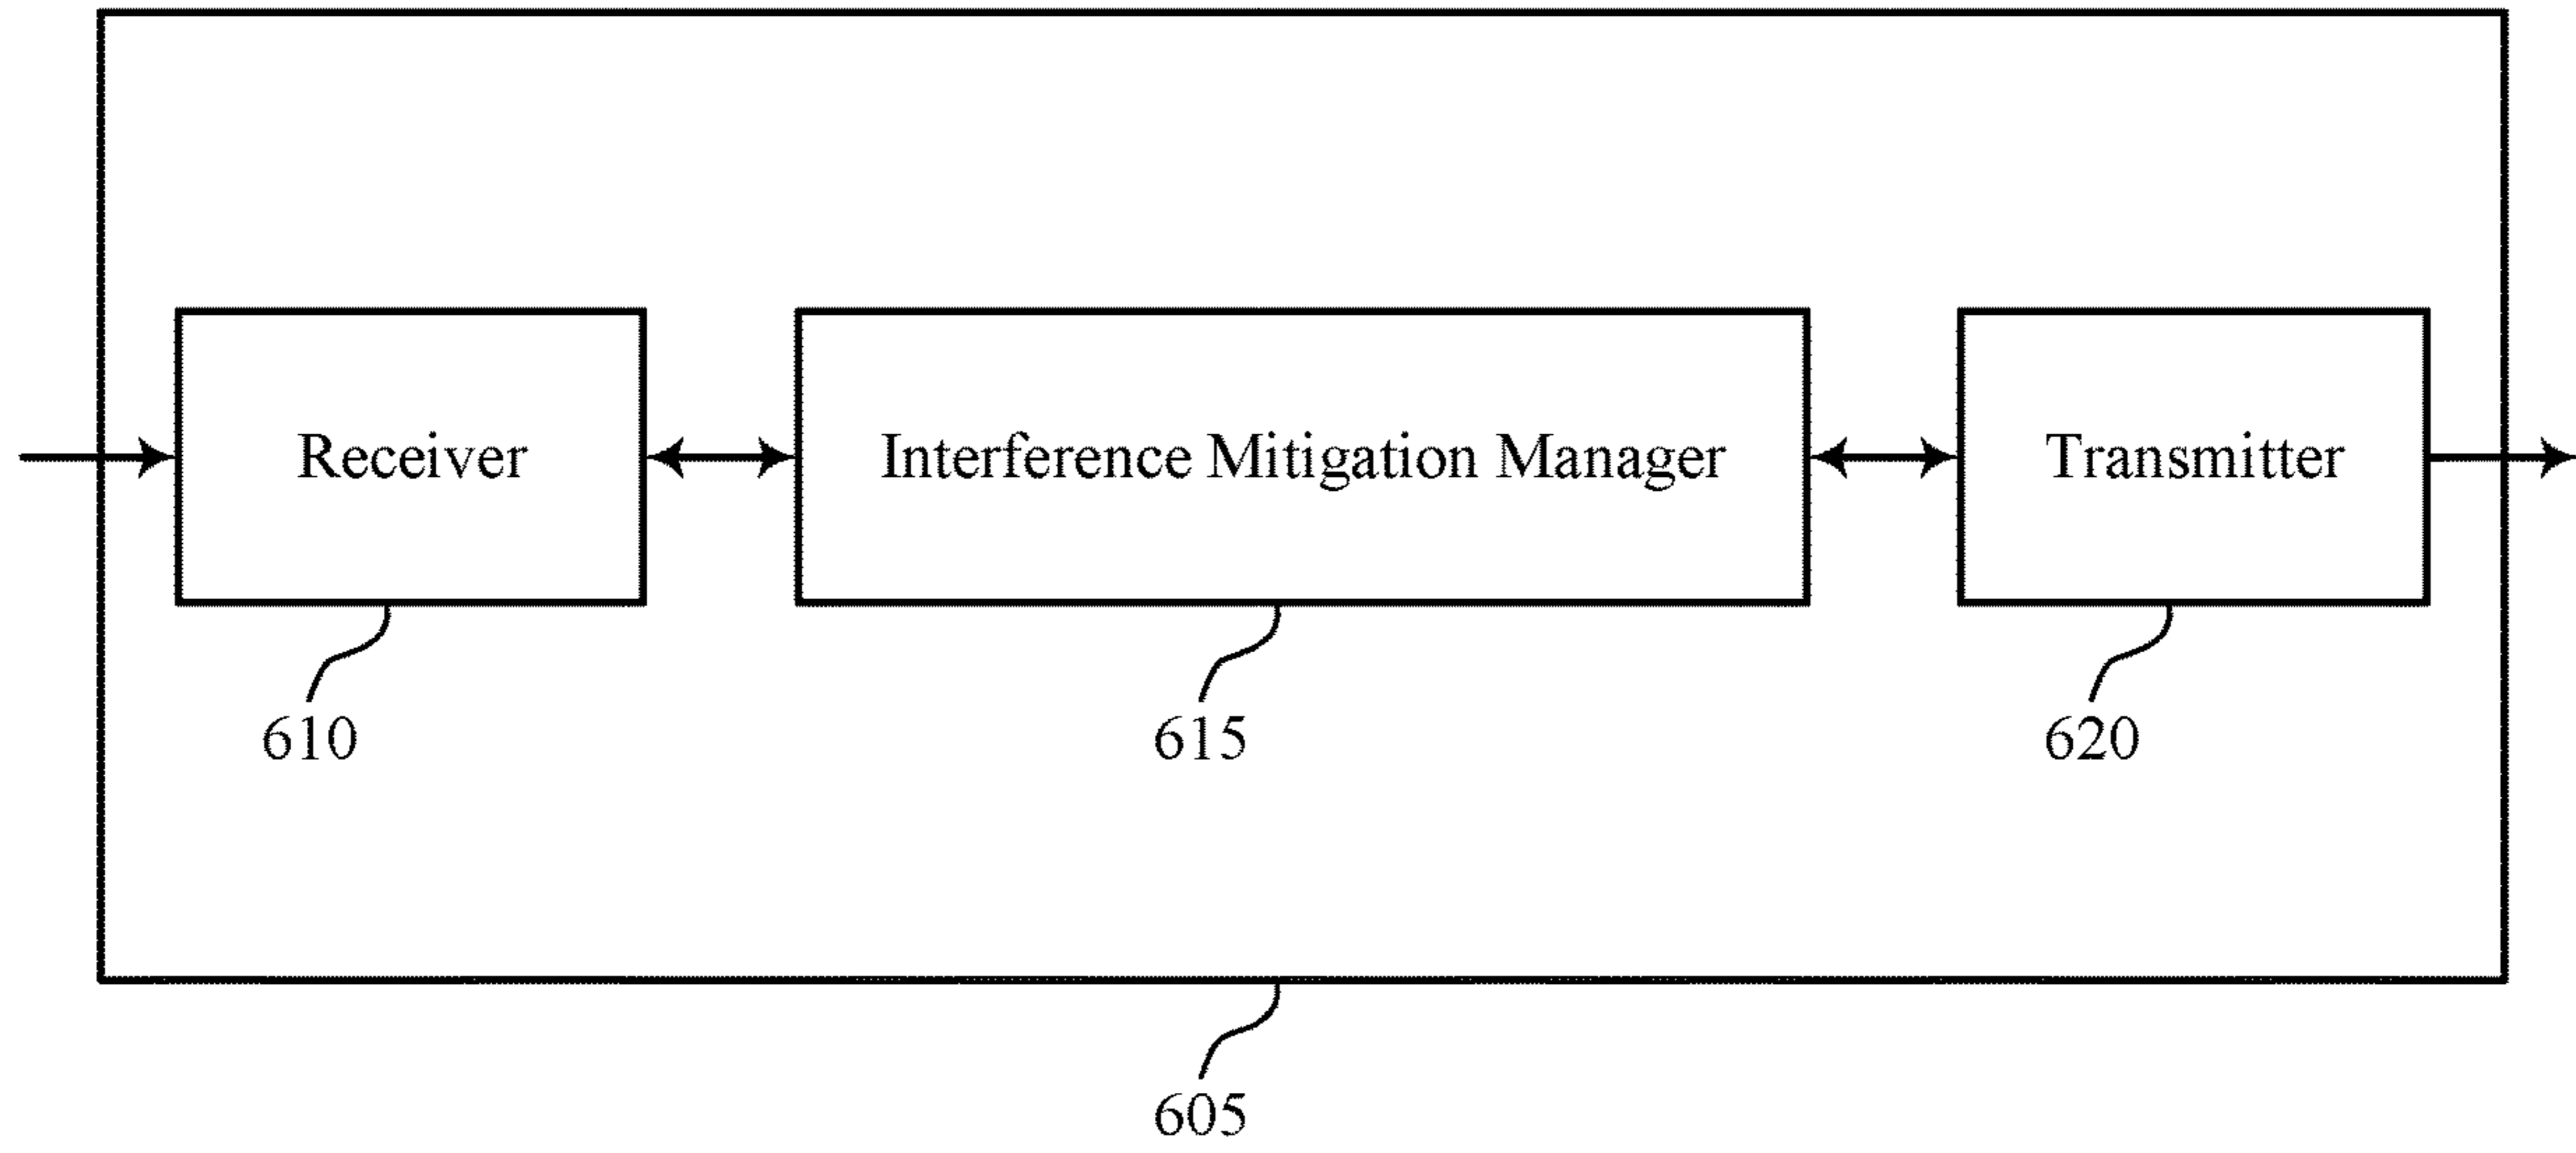 Receiver
Interference Mitigation Manager
Transmitter
610
615
620
605